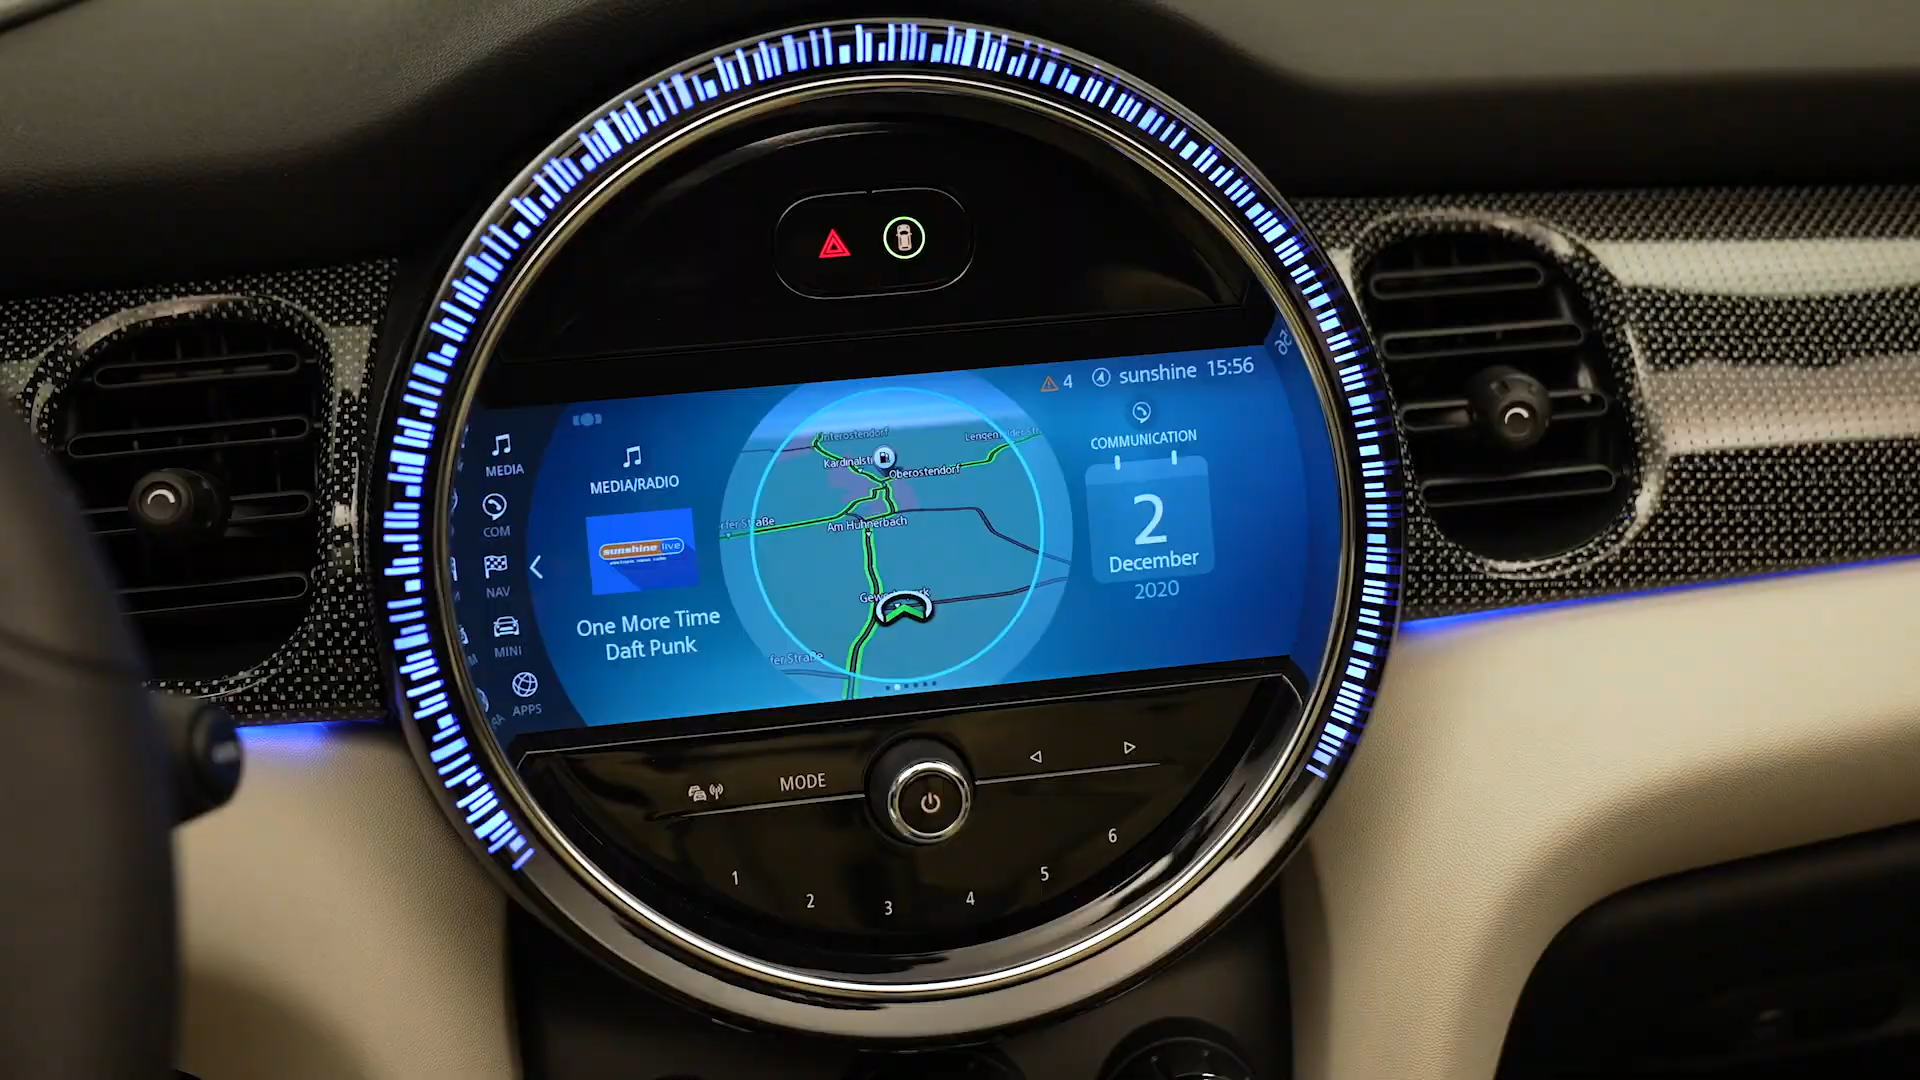 4 sunshine 15:56
MEDIA
COM
NAV
MINI
APPS
MEDIA/RADIO
sunshine live
One More Time
Daft Punk
Unterostendorf
Kardinalstr
Oberostendorf
Am Hühnerbach
COMMUNICATION
2
December
2020
MODE
1
2
3
4
5
6